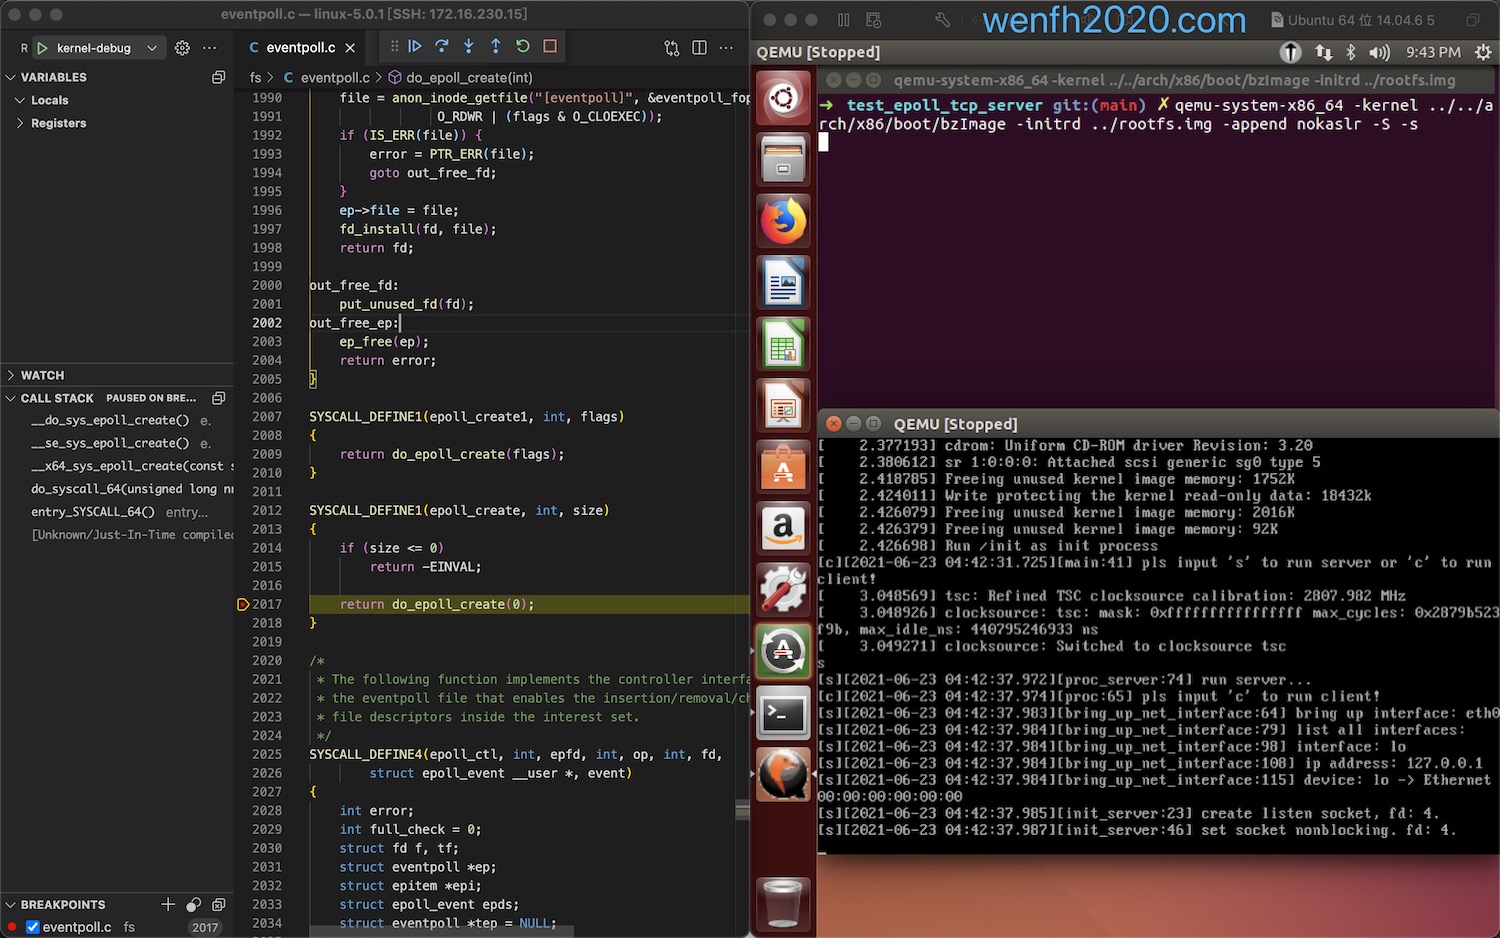 eventpoll.c — linux-5.0.1 [SSH: 172.16.230.15]
R kernel-debug
VARIABLES
Locals
Registers
WATCH
CALL STACK PAUSED ON BRE...
__do_sys_epoll_create() e.
__se_sys_epoll_create() e.
__x64_sys_epoll_create(const s
do_syscall_64(unsigned long nr
entry_SYSCALL_64() entry...
[Unknown/Just-In-Time compiled
BREAKPOINTS
eventpoll.c fs 2017
C eventpoll.c
fs > C eventpoll.c > do_epoll_create(int)
1990 file = anon_inode_getfile("[eventpoll]", &eventpoll_fop
1991 O_RDWR | (flags & O_CLOEXEC));
1992 if (IS_ERR(file)) {
1993 error = PTR_ERR(file);
1994 goto out_free_fd;
1995 }
1996 ep->file = file;
1997 fd_install(fd, file);
1998 return fd;
1999
2000 out_free_fd:
2001 put_unused_fd(fd);
2002 out_free_ep:
2003 ep_free(ep);
2004 return error;
2005 }
2006
2007 SYSCALL_DEFINE1(epoll_create1, int, flags)
2008 {
2009 return do_epoll_create(flags);
2010 }
2011
2012 SYSCALL_DEFINE1(epoll_create, int, size)
2013 {
2014 if (size <= 0)
2015 return -EINVAL;
2016
2017 return do_epoll_create(0);
2018 }
2019
2020 /*
2021 * The following function implements the controller interfa
2022 * the eventpoll file that enables the insertion/removal/ch
2023 * file descriptors inside the interest set.
2024 */
2025 SYSCALL_DEFINE4(epoll_ctl, int, epfd, int, op, int, fd,
2026 struct epoll_event __user *, event)
2027 {
2028 int error;
2029 int full_check = 0;
2030 struct fd f, tf;
2031 struct eventpoll *ep;
2032 struct epitem *epi;
2033 struct epoll_event epds;
2034 struct eventpoll *tep = NULL;
wenfh2020.com
Ubuntu 64 位 14.04.6 5
QEMU [Stopped]
9:43 PM
qemu-system-x86_64 -kernel ../../arch/x86/boot/bzImage -initrd ../rootfs.img
➜ test_epoll_tcp_server git:(main) ✗ qemu-system-x86_64 -kernel ../../a
rch/x86/boot/bzImage -initrd ../rootfs.img -append nokaslr -S -s
QEMU [Stopped]
[ 2.377193] cdrom: Uniform CD-ROM driver Revision: 3.20
[ 2.380612] sr 1:0:0:0: Attached scsi generic sg0 type 5
[ 2.418785] Freeing unused kernel image memory: 1752K
[ 2.424011] Write protecting the kernel read-only data: 18432k
[ 2.426079] Freeing unused kernel image memory: 2016K
[ 2.426379] Freeing unused kernel image memory: 92K
[ 2.426698] Run /init as init process
[c][2021-06-23 04:42:31.725][main:41] pls input 's' to run server or 'c' to run
client!
[ 3.048569] tsc: Refined TSC clocksource calibration: 2807.982 MHz
[ 3.048926] clocksource: tsc: mask: 0xffffffffffffffff max_cycles: 0x2879b523
f9b, max_idle_ns: 440795246933 ns
[ 3.049271] clocksource: Switched to clocksource tsc
s
[s][2021-06-23 04:42:37.972][proc_server:74] run server...
[c][2021-06-23 04:42:37.974][proc:65] pls input 'c' to run client!
[s][2021-06-23 04:42:37.983][bring_up_net_interface:64] bring up interface: eth0
[s][2021-06-23 04:42:37.984][bring_up_net_interface:79] list all interfaces:
[s][2021-06-23 04:42:37.984][bring_up_net_interface:98] interface: lo
[s][2021-06-23 04:42:37.984][bring_up_net_interface:108] ip address: 127.0.0.1
[s][2021-06-23 04:42:37.984][bring_up_net_interface:115] device: lo -> Ethernet
00:00:00:00:00:00
[s][2021-06-23 04:42:37.985][init_server:23] create listen socket, fd: 4.
[s][2021-06-23 04:42:37.987][init_server:46] set socket nonblocking. fd: 4.